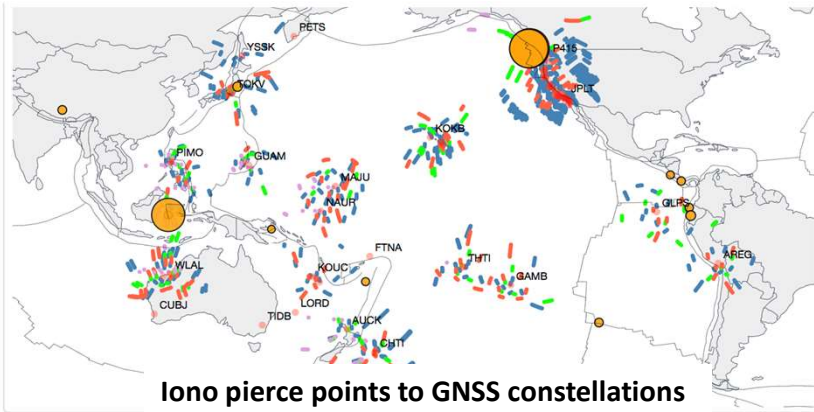 PETS
YSSK
P415
TOKV
JPLT
KOKB
PIMO
GUAM
MAJU
NAUR
GLPS
FTNA
AREG
WLAL
KOUC
THTI
GAMB
LORD
CUBJ
TIDB
AUCK
CHTI
Iono pierce points to GNSS constellations